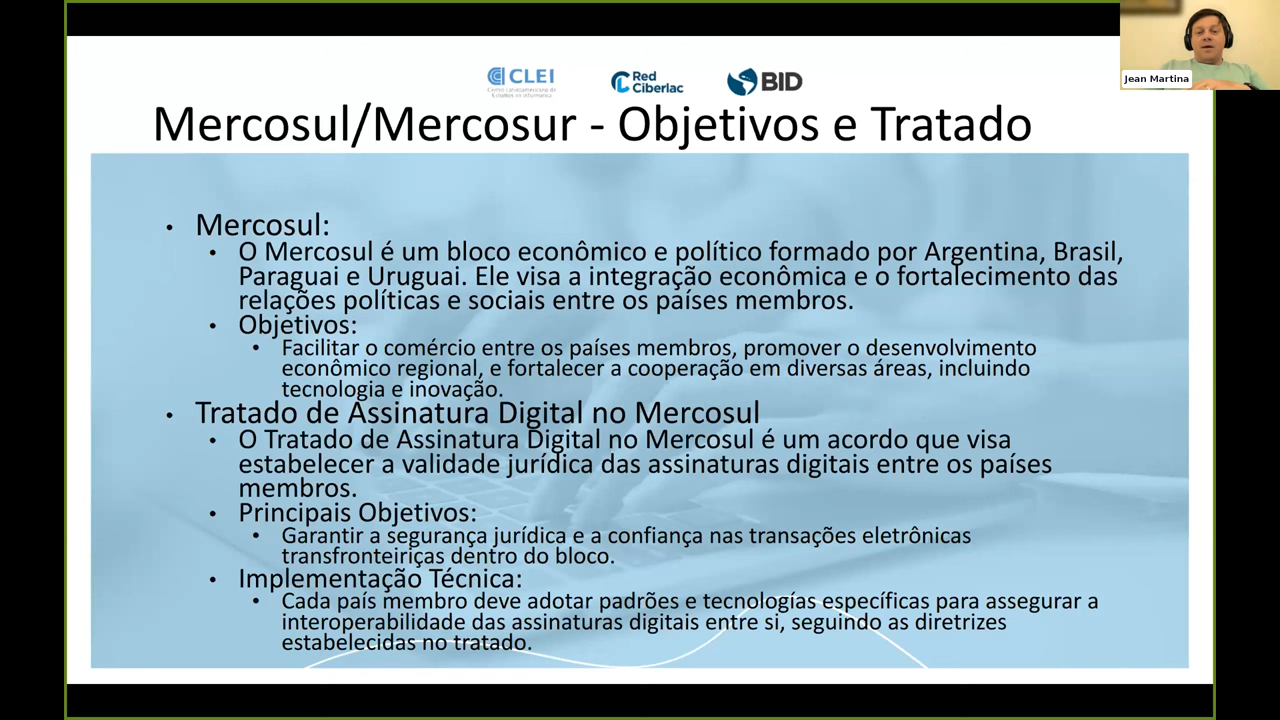 CLEI
Centro Latinoamericano de
Estudios en Informática
Red
Ciberlac
BID
Jean Martina
Mercosul/Mercosur - Objetivos e Tratado
• Mercosul:
• O Mercosul é um bloco econômico e político formado por Argentina, Brasil,
Paraguai e Uruguai. Ele visa a integração econômica e o fortalecimento das
relações políticas e sociais entre os países membros.
• Objetivos:
• Facilitar o comércio entre os países membros, promover o desenvolvimento
econômico regional, e fortalecer a cooperação em diversas áreas, incluindo
tecnologia e inovação.
• Tratado de Assinatura Digital no Mercosul
• O Tratado de Assinatura Digital no Mercosul é um acordo que visa
estabelecer a validade jurídica das assinaturas digitais entre os países
membros.
• Principais Objetivos:
• Garantir a segurança jurídica e a confiança nas transações eletrônicas
transfronteiriças dentro do bloco.
• Implementação Técnica:
• Cada país membro deve adotar padrões e tecnologías específicas para assegurar a
interoperabilidade das assinaturas digitais entre si, seguindo as diretrizes
estabelecidas no tratado.